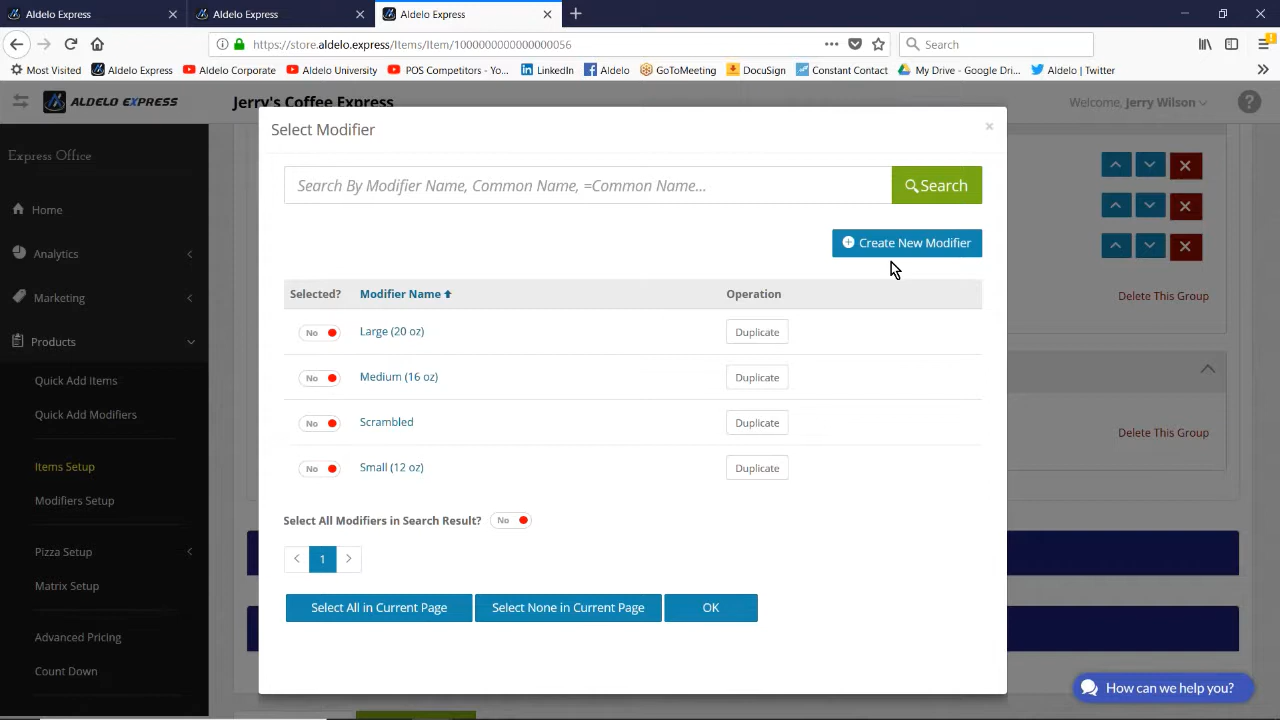 Aldelo Express
Aldelo Express
Aldelo Express
https://store.aldelo.express/Items/Item/1000000000000000056
Search
Most Visited
Aldelo Express
Aldelo Corporate
Aldelo University
POS Competitors - Yo...
LinkedIn
Aldelo
GoToMeeting
DocuSign
Constant Contact
My Drive - Google Dri...
Aldelo | Twitter
ALDELO EXPRESS
Jerry's Coffee Express
Welcome, Jerry Wilson
Express Office
Home
Analytics
Marketing
Products
Quick Add Items
Quick Add Modifiers
Items Setup
Modifiers Setup
Pizza Setup
Matrix Setup
Advanced Pricing
Count Down
Select Modifier
Search By Modifier Name, Common Name, =Common Name...
Search
Create New Modifier
Selected? Modifier Name Operation
No Large (20 oz) Duplicate
No Medium (16 oz) Duplicate
No Scrambled Duplicate
No Small (12 oz) Duplicate
Select All Modifiers in Search Result? No
1
Select All in Current Page Select None in Current Page OK
Delete This Group
Delete This Group
How can we help you?